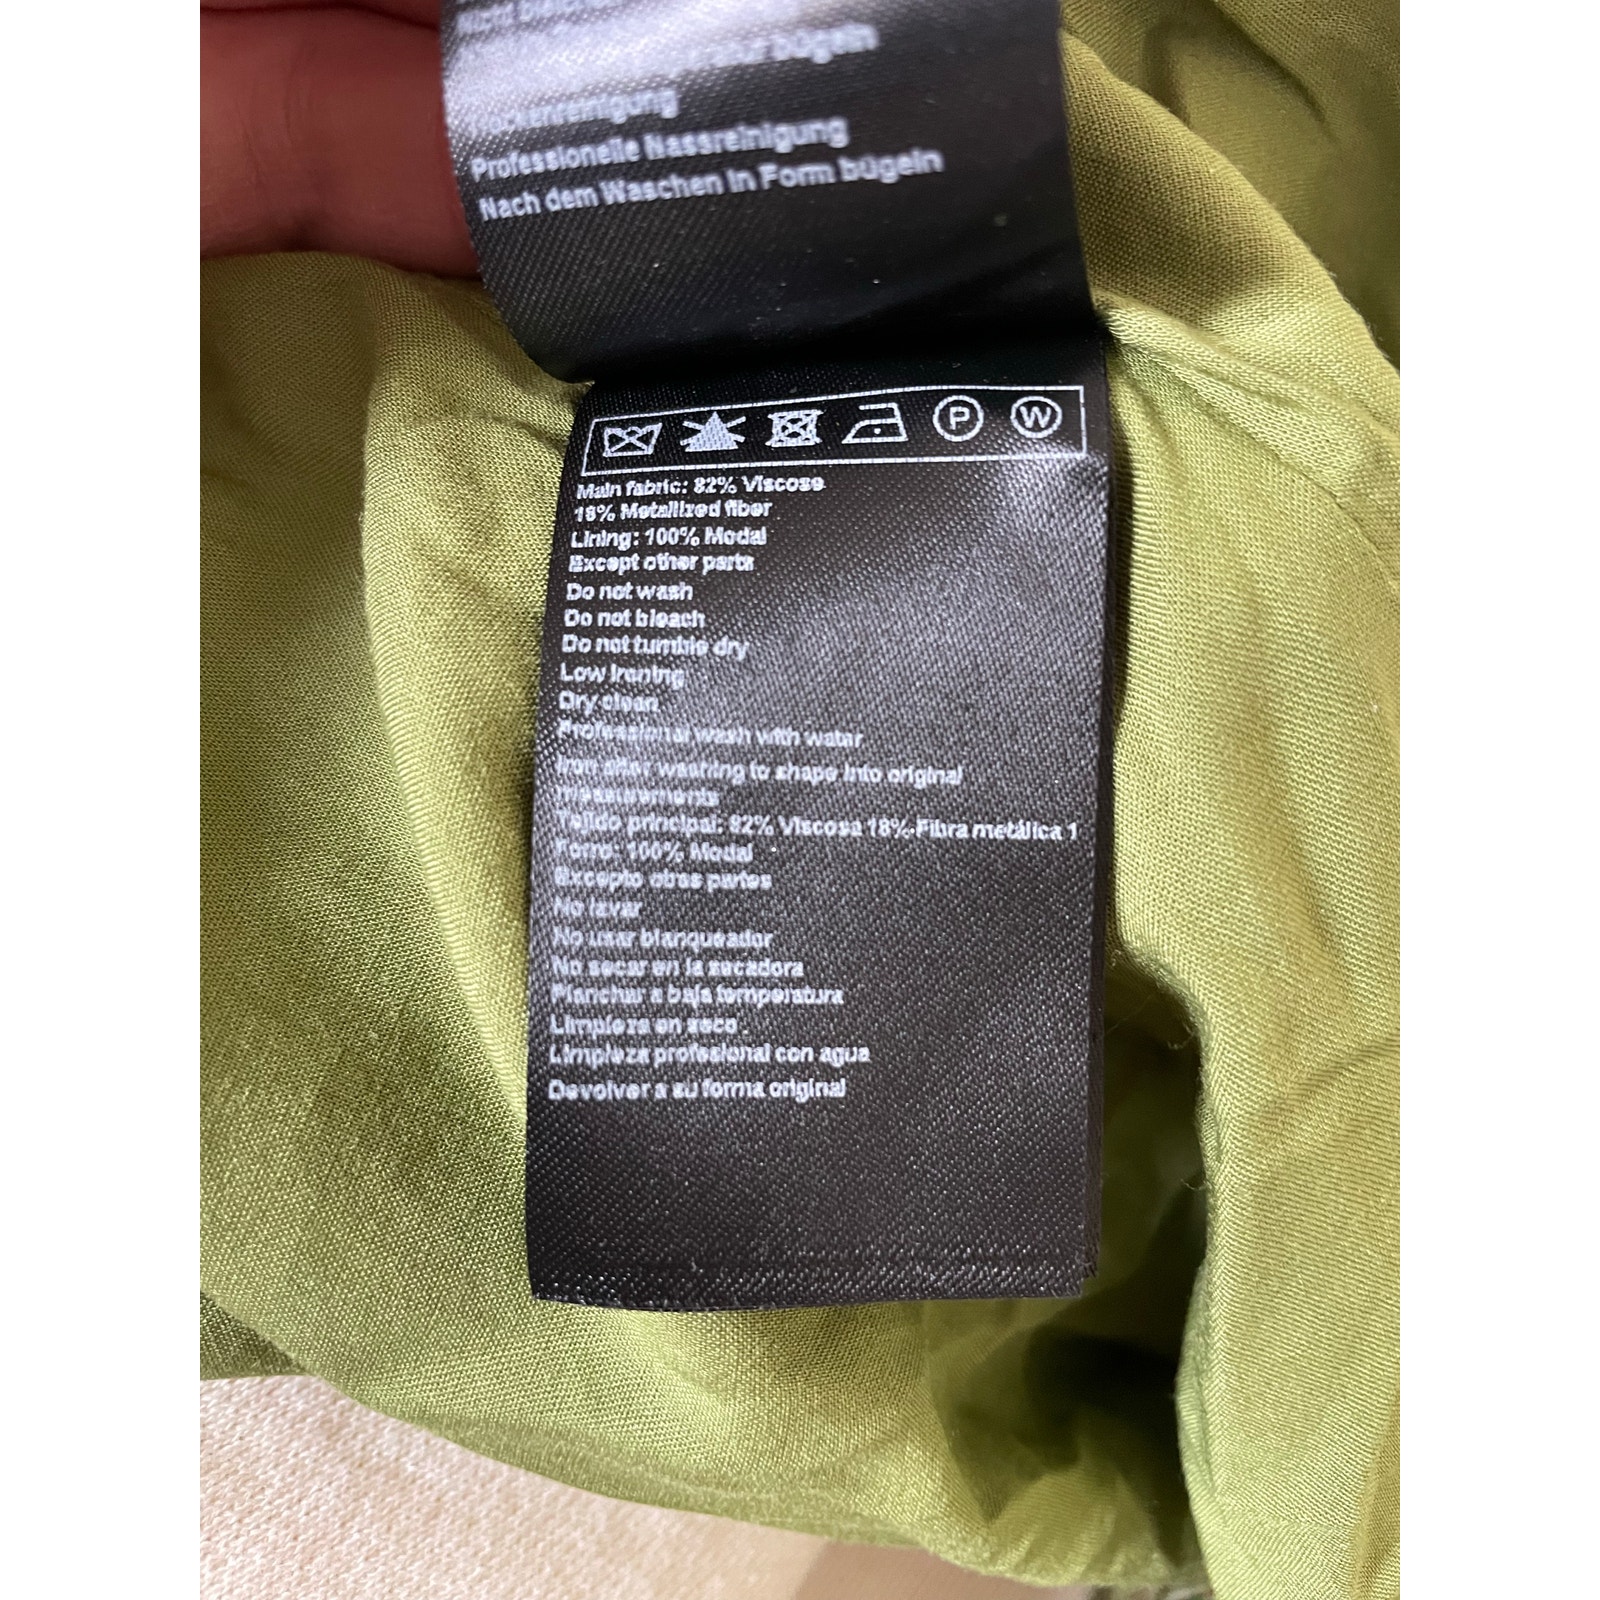 bügeln
Professionelle Nassreinigung
Nach dem Waschen in Form bügeln
P W
Main fabric: 82% Viscose
18% Metallized fiber
Lining: 100% Modal
Except other parts
Do not wash
Do not bleach
Do not tumble dry
Low ironing
Dry clean
Professional wash with water
Iron after washing to shape into original
measurements
Tejido principal: 82% Viscosa 18% Fibra metálica 1
Forro: 100% Modal
Excepto otras partes
No lavar
No usar blanqueador
No secar en la secadora
Planchar a baja temperatura
Limpieza en seco
Limpieza profesional con agua
Devolver a su forma original